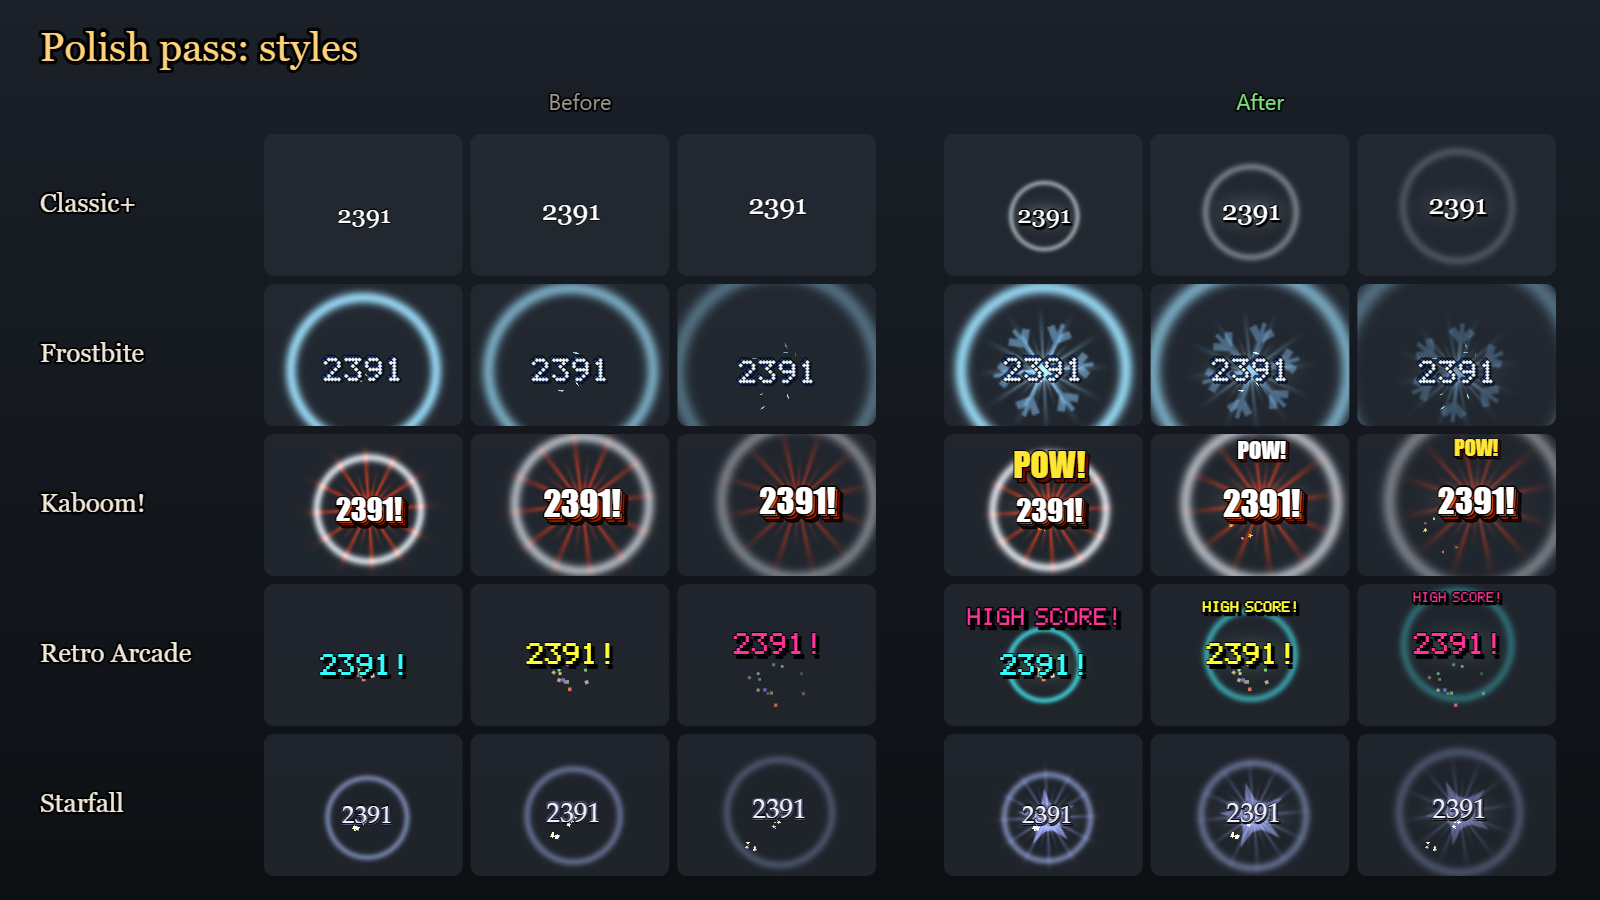 Polish pass: styles
Before After
Classic+ 2391 2391 2391 2391 2391 2391
Frostbite 2391 2391 2391 2391 2391 2391
POW! POW! POW!
Kaboom! 2391! 2391! 2391! 2391! 2391! 2391!
HIGH SCORE! HIGH SCORE! HIGH SCORE!
Retro Arcade 2391! 2391! 2391! 2391! 2391! 2391!
Starfall 2391 2391 2391 2391 2391 2391